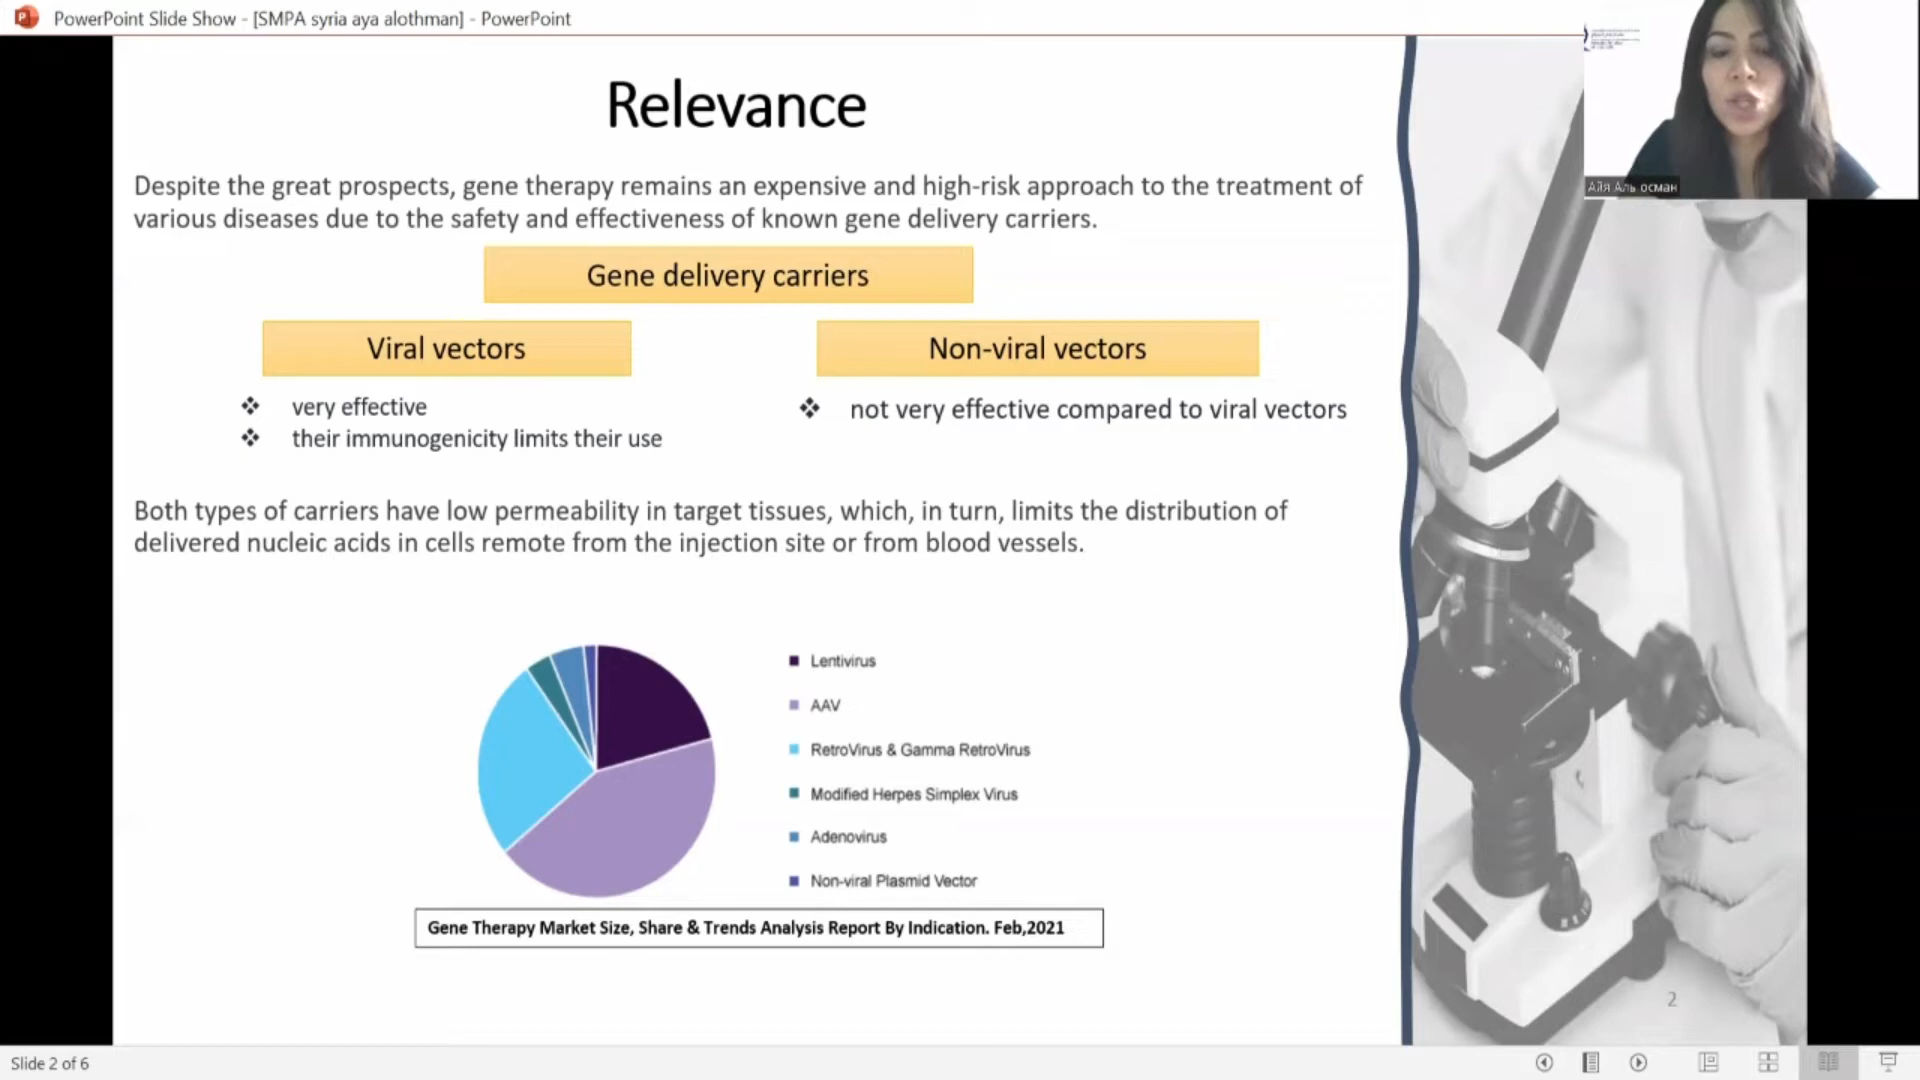 PowerPoint Slide Show - [SMPA syria aya alothman] - PowerPoint
Айя Аль осман
Relevance
Despite the great prospects, gene therapy remains an expensive and high-risk approach to the treatment of
various diseases due to the safety and effectiveness of known gene delivery carriers.
Gene delivery carriers
Viral vectors
Non-viral vectors
very effective
their immunogenicity limits their use
not very effective compared to viral vectors
Both types of carriers have low permeability in target tissues, which, in turn, limits the distribution of
delivered nucleic acids in cells remote from the injection site or from blood vessels.
Lentivirus
AAV
RetroVirus & Gamma RetroVirus
Modified Herpes Simplex Virus
Adenovirus
Non-viral Plasmid Vector
Gene Therapy Market Size, Share & Trends Analysis Report By Indication. Feb,2021
2
Slide 2 of 6